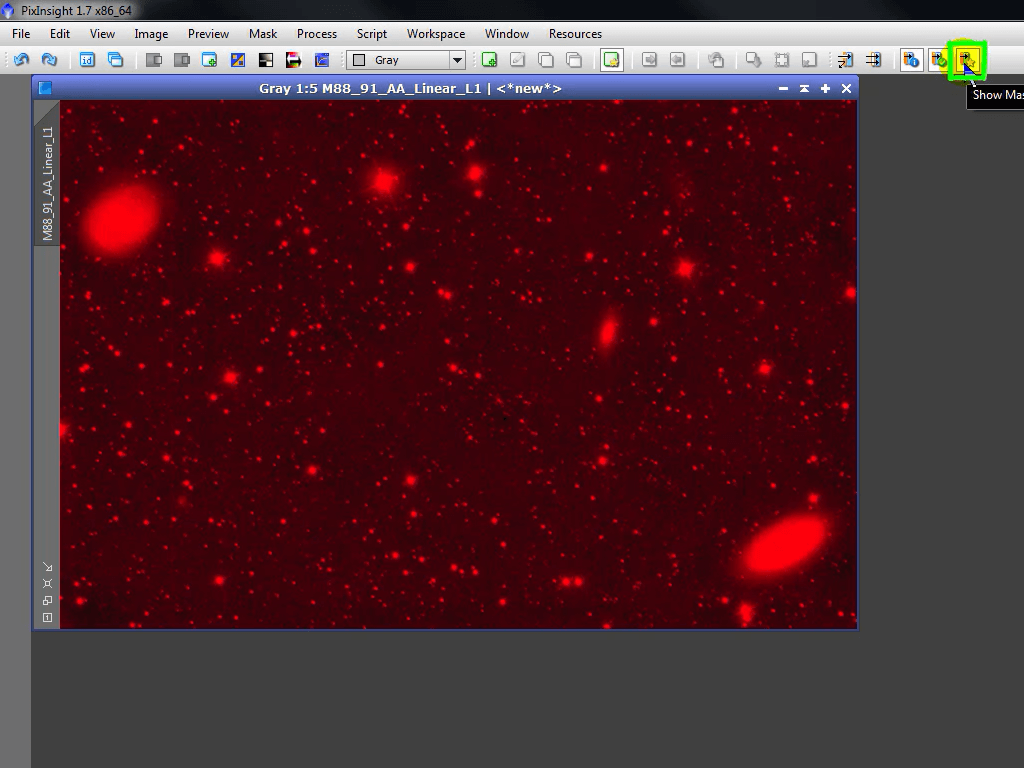 PixInsight 1.7 x86_64
File Edit View Image Preview Mask Process Script Workspace Window Resources
id Gray
Show Mas
Gray 1:5 M88_91_AA_Linear_L1 | <*new*>
M88_91_AA_Linear_L1